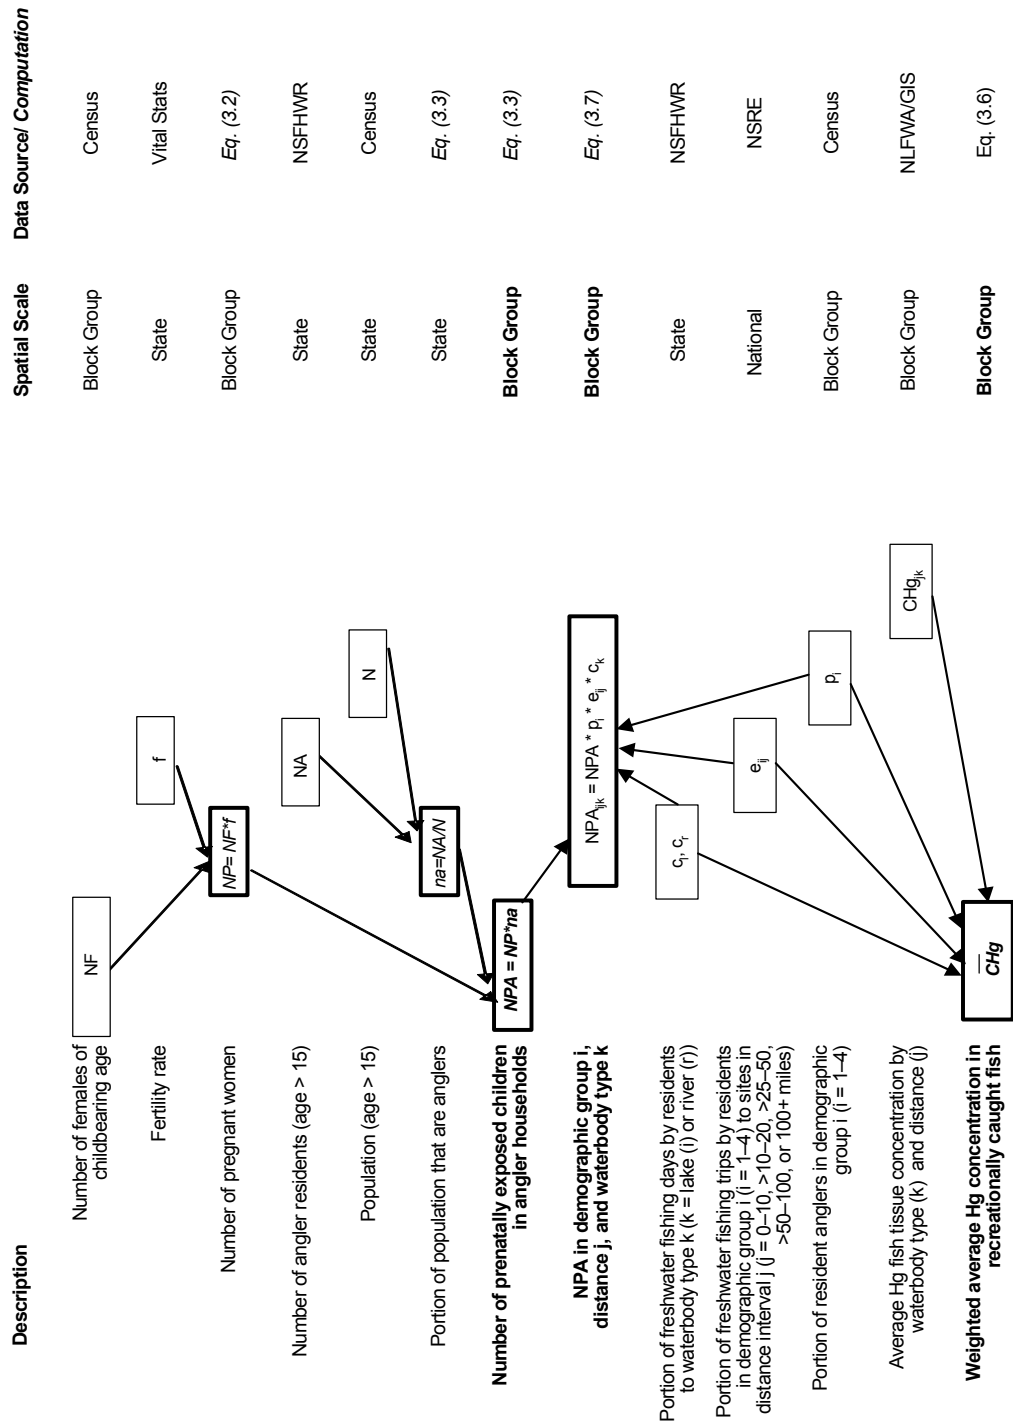 Description
Spatial Scale
Data Source/ Computation
Number of females of
childbearing age
NF
Block Group
Census
Fertility rate
f
State
Vital Stats
Number of pregnant women
NP= NF*f
Block Group
Eq. (3.2)
Number of angler residents (age > 15)
NA
State
NSFHWR
Population (age > 15)
N
State
Census
Portion of population that are anglers
na=NA/N
State
Eq. (3.3)
Number of prenatally exposed children
in angler households
NPA = NP*na
Block Group
Eq. (3.3)
NPA in demographic group i,
distance j, and waterbody type k
NPAijk = NPA * pi * eij * ck
Block Group
Eq. (3.7)
Portion of freshwater fishing days by residents
to waterbody type k (k = lake (l) or river (r))
cl, cr
State
NSFHWR
Portion of freshwater fishing trips by residents
in demographic group i (i = 1–4) to sites in
distance interval j (j = 0–10, >10–20, >25–50,
>50–100, or 100+ miles)
eij
National
NSRE
Portion of resident anglers in demographic
group i (i = 1–4)
pi
Block Group
Census
Average Hg fish tissue concentration by
waterbody type (k) and distance (j)
CHgjk
Block Group
NLFWA/GIS
Weighted average Hg concentration in
recreationally caught fish
CHg
Block Group
Eq. (3.6)